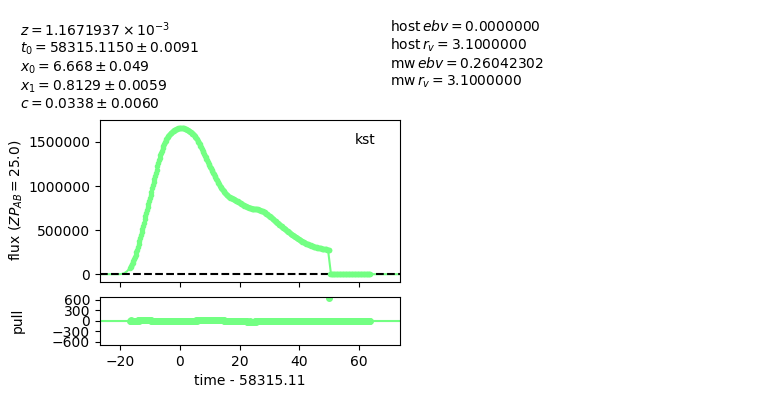 z = 1.1671937 × 10⁻³
t₀ = 58315.1150 ± 0.0091
x₀ = 6.668 ± 0.049
x₁ = 0.8129 ± 0.0059
c = 0.0338 ± 0.0060
host ebv = 0.0000000
host r_v = 3.1000000
mw ebv = 0.26042302
mw r_v = 3.1000000
flux (ZP_AB = 25.0)
1500000
1000000
500000
0
kst
pull
600
300
0
−300
−600
−20 0 20 40 60
time - 58315.11